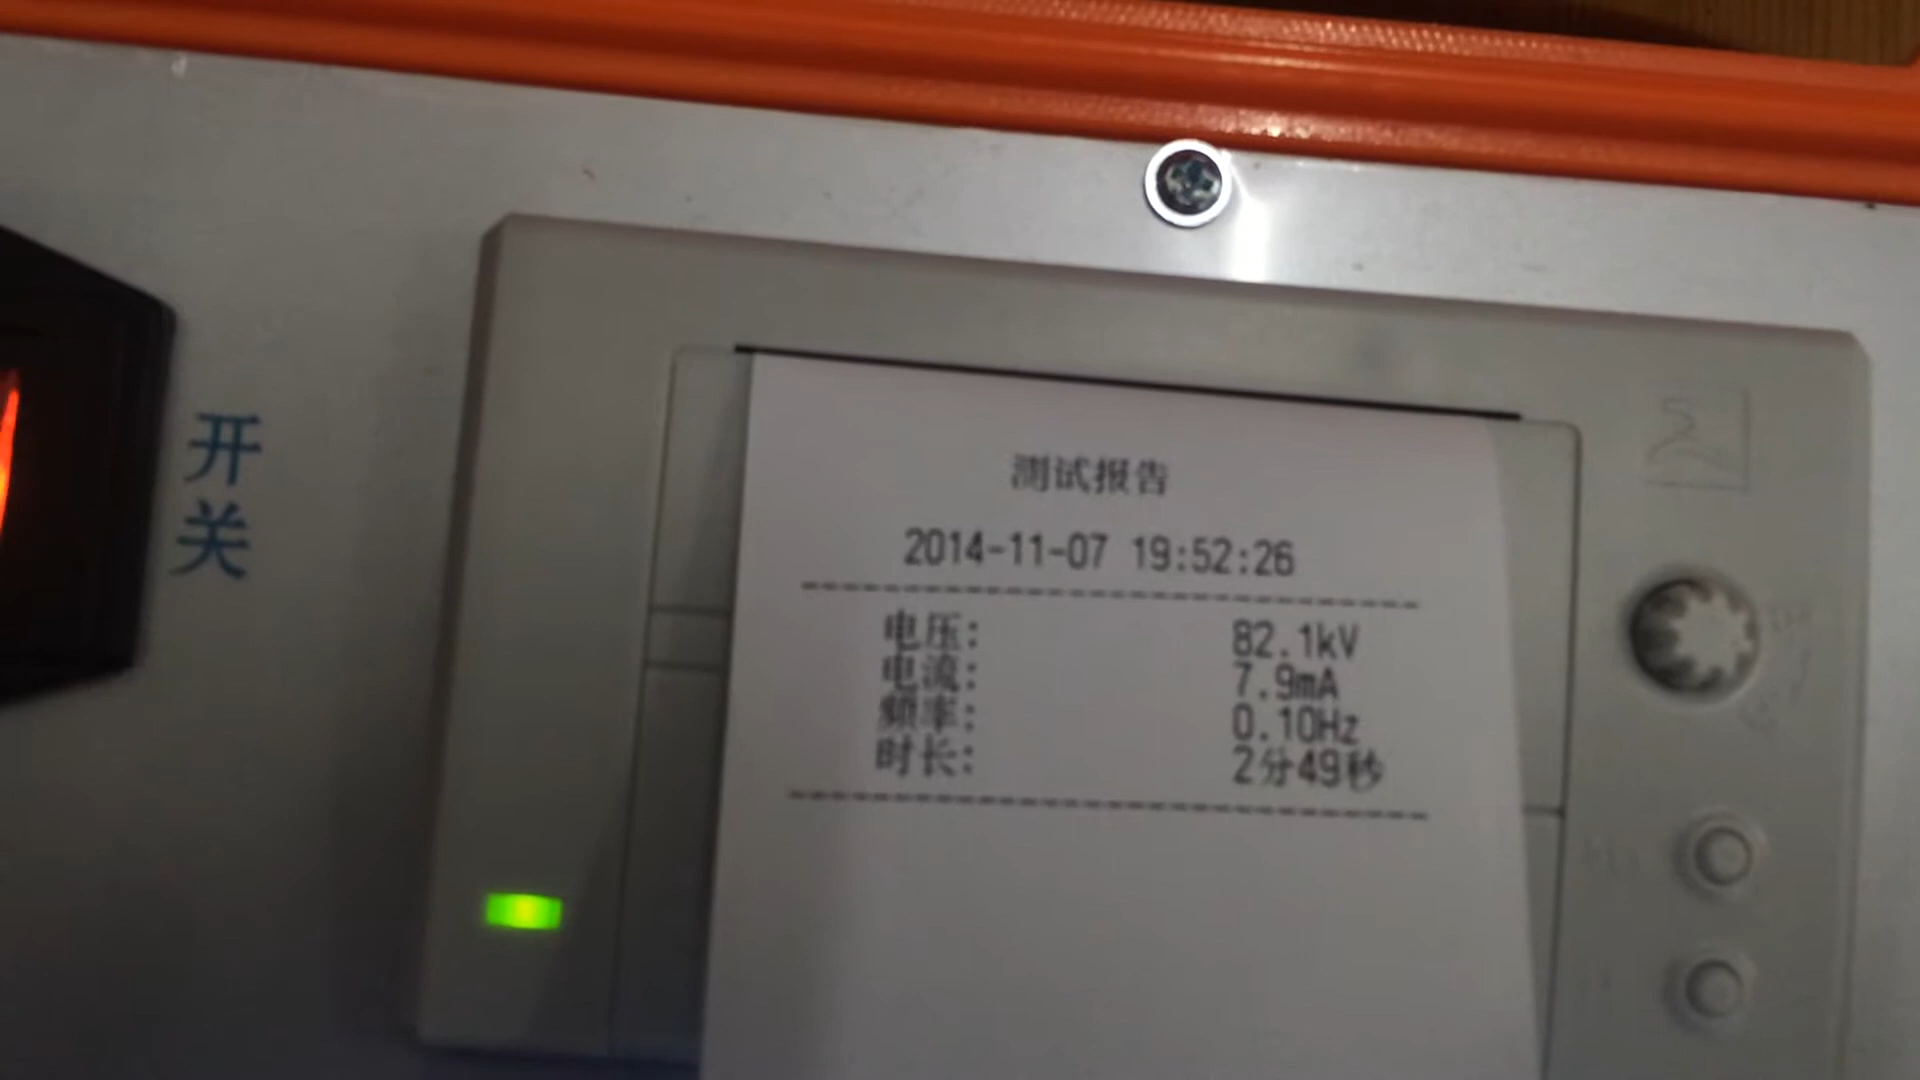 开关
测试报告
2014-11-07 19:52:26
电压: 82.1kV
电流: 7.9mA
频率: 0.10Hz
时长: 2分49秒